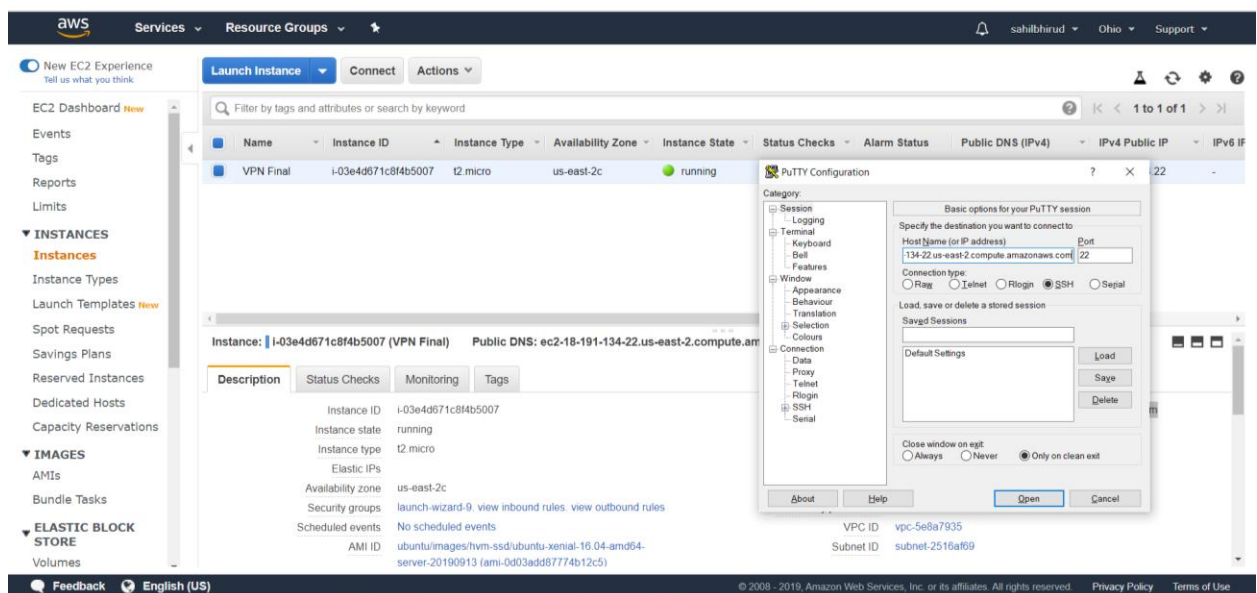 aws Services Resource Groups sahilbhirud Ohio Support
New EC2 Experience
Tell us what you think
EC2 Dashboard New
Events
Tags
Reports
Limits
INSTANCES
Instances
Instance Types
Launch Templates New
Spot Requests
Savings Plans
Reserved Instances
Dedicated Hosts
Capacity Reservations
IMAGES
AMIs
Bundle Tasks
ELASTIC BLOCK
STORE
Volumes
Launch Instance Connect Actions
Filter by tags and attributes or search by keyword 1 to 1 of 1
Name Instance ID Instance Type Availability Zone Instance State Status Checks Alarm Status Public DNS (IPv4) IPv4 Public IP IPv6 IP
VPN Final i-03e4d671c8f4b5007 t2.micro us-east-2c running .22 -
Instance: i-03e4d671c8f4b5007 (VPN Final) Public DNS: ec2-18-191-134-22.us-east-2.compute.am
Description Status Checks Monitoring Tags
Instance ID i-03e4d671c8f4b5007
Instance state running
Instance type t2.micro
Elastic IPs
Availability zone us-east-2c
Security groups launch-wizard-9. view inbound rules. view outbound rules
Scheduled events No scheduled events
AMI ID ubuntu/images/hvm-ssd/ubuntu-xenial-16.04-amd64-
server-20190913 (ami-0d03add87774b12c5)
m
VPC ID vpc-5e8a7935
Subnet ID subnet-2516af69
PuTTY Configuration ? ×
Category:
Session
Logging
Terminal
Keyboard
Bell
Features
Window
Appearance
Behaviour
Translation
Selection
Colours
Connection
Data
Proxy
Telnet
Rlogin
SSH
Serial
Basic options for your PuTTY session
Specify the destination you want to connect to
Host Name (or IP address) Port
-134-22.us-east-2.compute.amazonaws.com 22
Connection type:
Raw Telnet Rlogin SSH Serial
Load, save or delete a stored session
Saved Sessions
Default Settings
Load
Save
Delete
Close window on exit:
Always Never Only on clean exit
About Help Open Cancel
Feedback English (US) © 2008 - 2019, Amazon Web Services, Inc. or its affiliates. All rights reserved. Privacy Policy Terms of Use